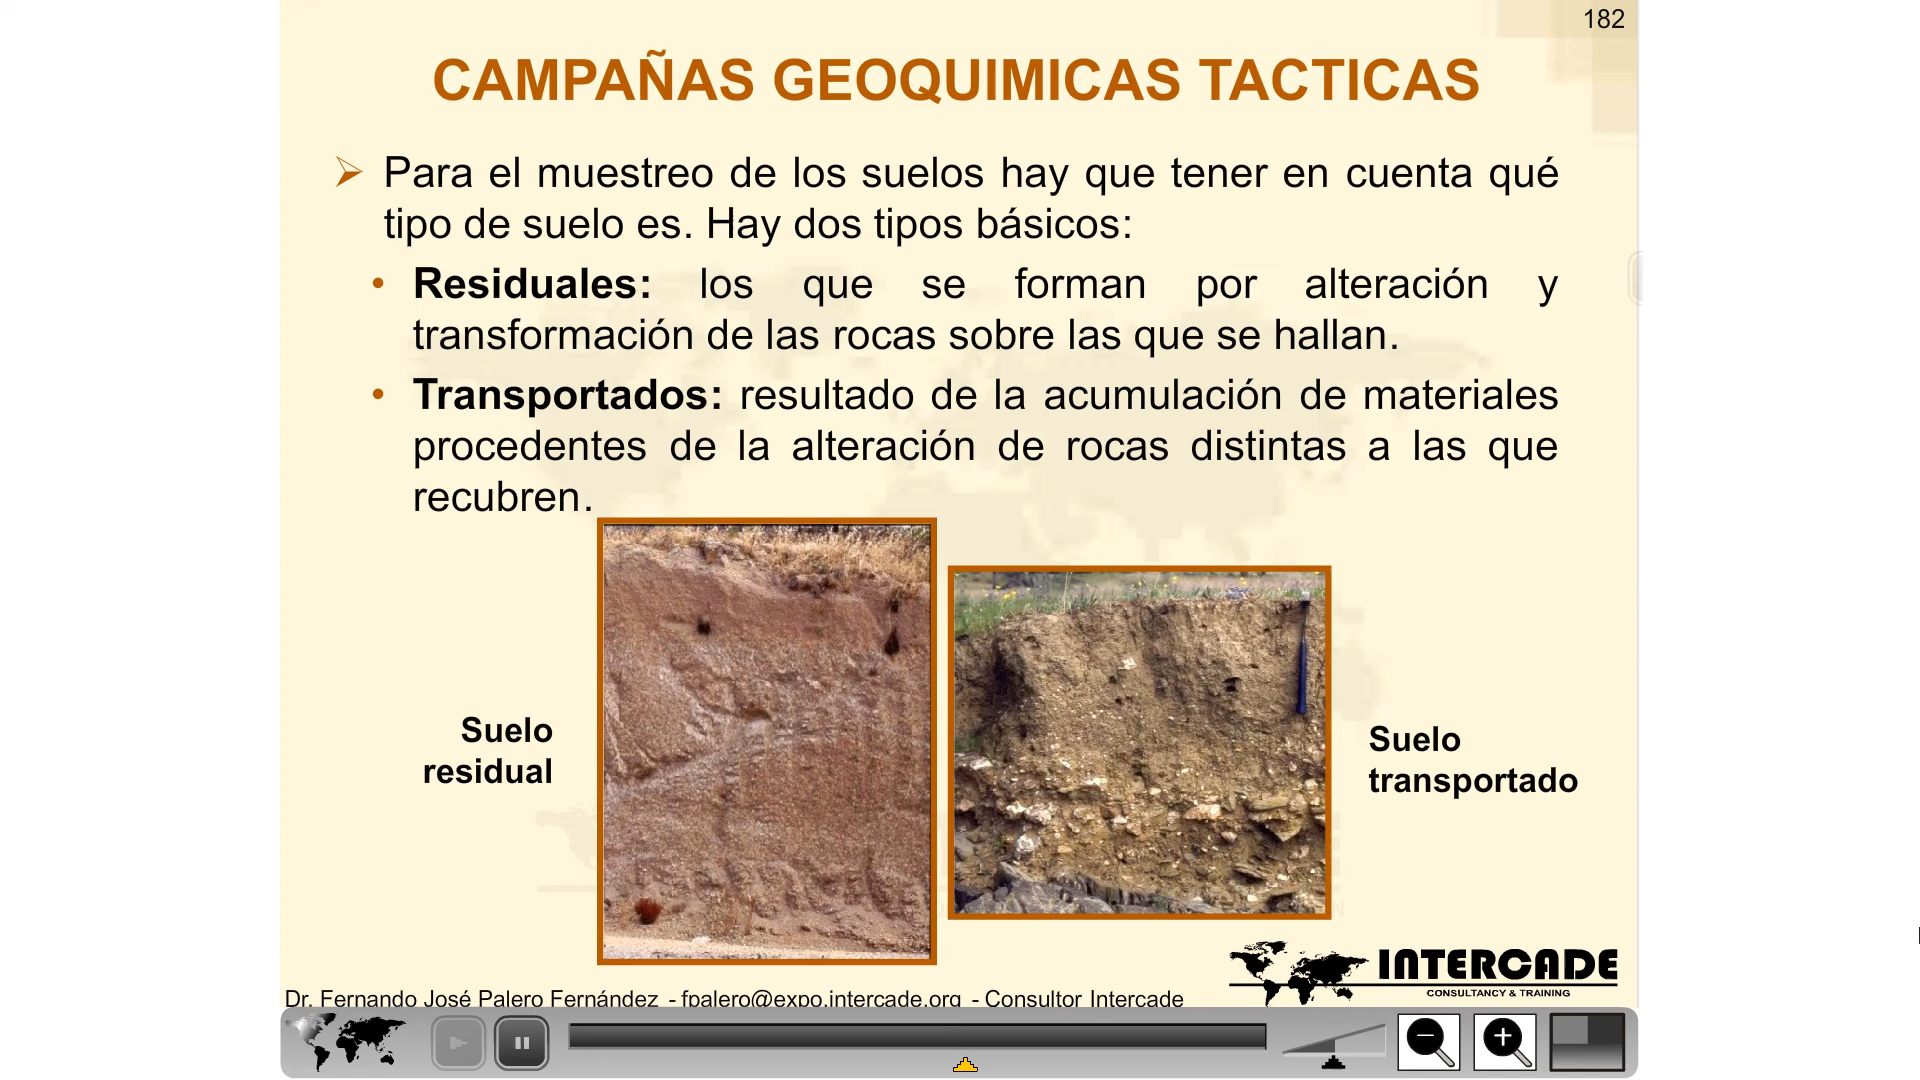 182
CAMPAÑAS GEOQUIMICAS TACTICAS
Para el muestreo de los suelos hay que tener en cuenta qué
tipo de suelo es. Hay dos tipos básicos:
• Residuales: los que se forman por alteración y
transformación de las rocas sobre las que se hallan.
• Transportados: resultado de la acumulación de materiales
procedentes de la alteración de rocas distintas a las que
recubren.
Suelo
residual
Suelo
transportado
INTERCADE
CONSULTANCY & TRAINING
Dr. Fernando José Palero Fernández - fpalero@expo.intercade.org - Consultor Intercade